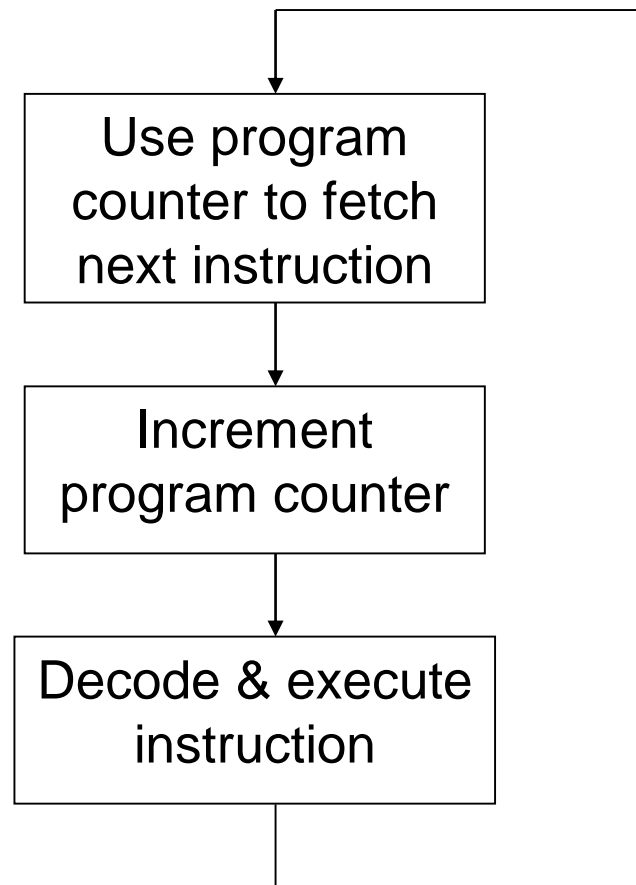 Use program
counter to fetch
next instruction
Increment
program counter
Decode & execute
instruction